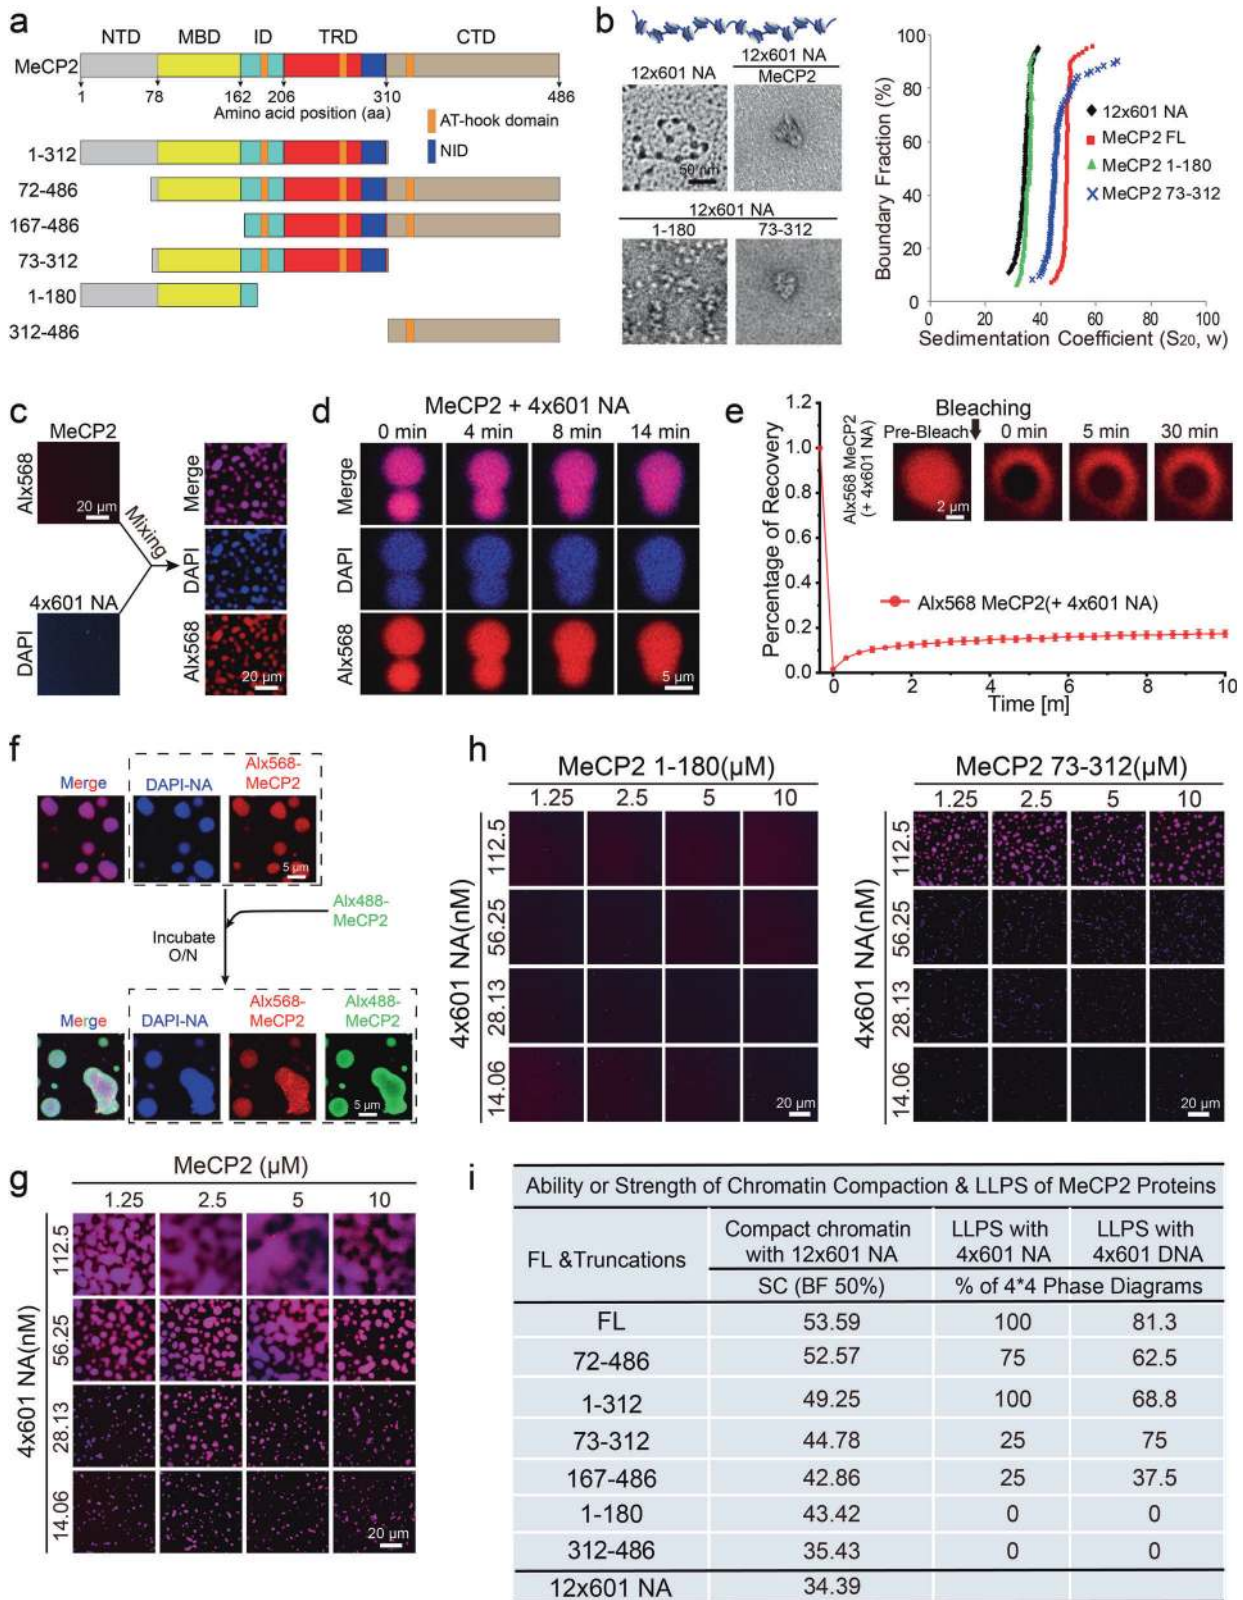 a
NTD MBD ID TRD CTD
MeCP2
1 78 162 206 310 486
Amino acid position (aa)
AT-hook domain
NID
1-312
72-486
167-486
73-312
1-180
312-486
b
12x601 NA
12x601 NA
MeCP2
50 nm
12x601 NA
1-180 73-312
Boundary Fraction (%)
100
80
60
40
20
0
0 20 40 60 80 100
Sedimentation Coefficient (S20, w)
12x601 NA
MeCP2 FL
MeCP2 1-180
MeCP2 73-312
c
MeCP2
Alx568
20 µm
Mixing
4x601 NA
DAPI
Merge
DAPI
Alx568
20 µm
d
MeCP2 + 4x601 NA
0 min 4 min 8 min 14 min
Merge
DAPI
Alx568
5 µm
e
Percentage of Recovery
1.2
1.0
0.8
0.6
0.4
0.2
0.0
0 2 4 6 8 10
Time [m]
Alx568 MeCP2
(+ 4x601 NA)
Bleaching
Pre-Bleach 0 min 5 min 30 min
2 µm
Alx568 MeCP2(+ 4x601 NA)
f
Merge DAPI-NA Alx568-
MeCP2
5 µm
Alx488-
MeCP2
Incubate
O/N
Merge DAPI-NA Alx568-
MeCP2
Alx488-
MeCP2
5 µm
g
MeCP2 (µM)
1.25 2.5 5 10
4x601 NA(nM)
112.5
56.25
28.13
14.06
20 µm
h
MeCP2 1-180(µM)
1.25 2.5 5 10
4x601 NA(nM)
112.5
56.25
28.13
14.06
20 µm
MeCP2 73-312(µM)
1.25 2.5 5 10
4x601 NA(nM)
112.5
56.25
28.13
14.06
20 µm
i
Ability or Strength of Chromatin Compaction & LLPS of MeCP2 Proteins
FL &Truncations
Compact chromatin
with 12x601 NA
LLPS with
4x601 NA
LLPS with
4x601 DNA
SC (BF 50%) % of 4*4 Phase Diagrams
FL 53.59 100 81.3
72-486 52.57 75 62.5
1-312 49.25 100 68.8
73-312 44.78 25 75
167-486 42.86 25 37.5
1-180 43.42 0 0
312-486 35.43 0 0
12x601 NA 34.39